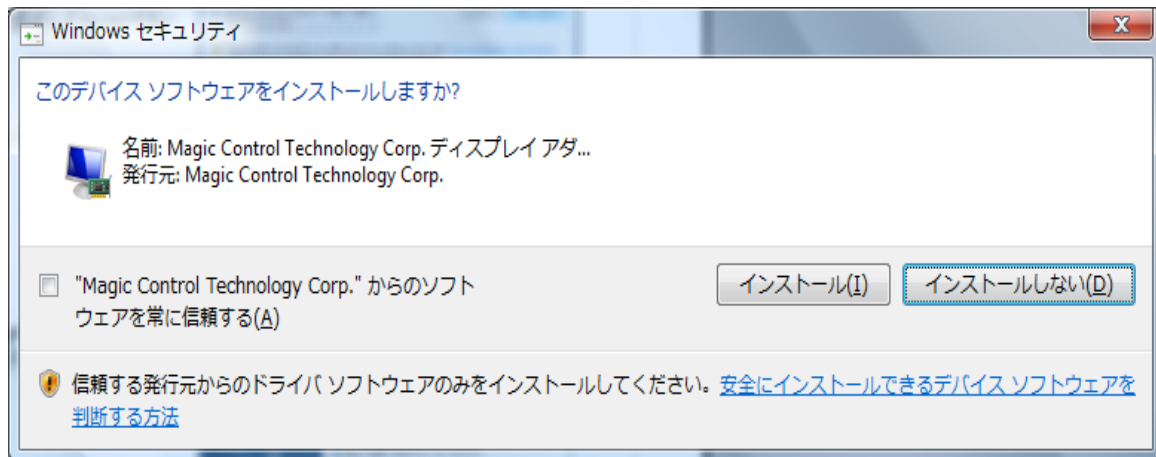 Windows セキュリティ
このデバイス ソフトウェアをインストールしますか?
名前: Magic Control Technology Corp. ディスプレイ アダ...
発行元: Magic Control Technology Corp.
"Magic Control Technology Corp." からのソフト
ウェアを常に信頼する(A)
インストール(I)
インストールしない(D)
信頼する発行元からのドライバ ソフトウェアのみをインストールしてください。安全にインストールできるデバイス ソフトウェアを
判断する方法